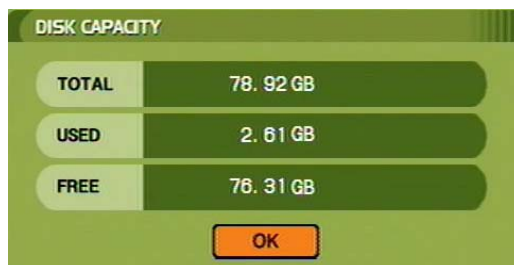 DISK CAPACITY
TOTAL 78. 92 GB
USED 2. 61 GB
FREE 76. 31 GB
OK